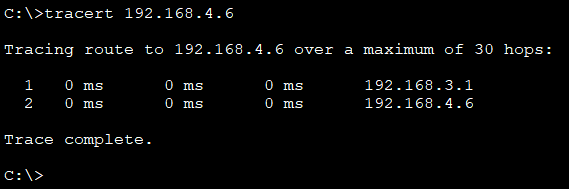 C:\>tracert 192.168.4.6
Tracing route to 192.168.4.6 over a maximum of 30 hops:
1 0 ms 0 ms 0 ms 192.168.3.1
2 0 ms 0 ms 0 ms 192.168.4.6
Trace complete.
C:\>